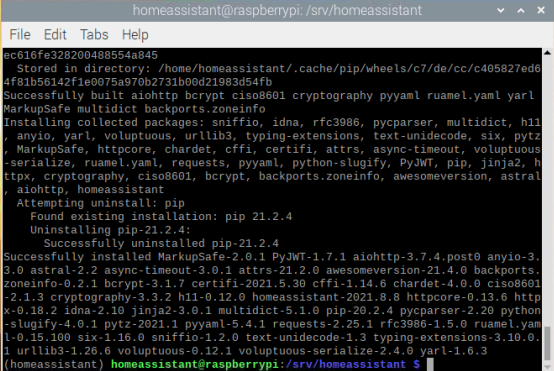 homeassistant@raspberrypi: /srv/homeassistant
File Edit Tabs Help
ec616fe328200488554a845
  Stored in directory: /home/homeassistant/.cache/pip/wheels/c7/de/cc/c405827ed6
4f81b56142f1e0075a970b2731b00d21983d54fb
Successfully built aiohttp bcrypt ciso8601 cryptography pyyaml ruamel.yaml yarl
MarkupSafe multidict backports.zoneinfo
Installing collected packages: sniffio, idna, rfc3986, pycparser, multidict, h11
, anyio, yarl, voluptuous, urllib3, typing-extensions, text-unidecode, six, pytz
, MarkupSafe, httpcore, chardet, cffi, certifi, attrs, async-timeout, voluptuous
-serialize, ruamel.yaml, requests, pyyaml, python-slugify, PyJWT, pip, jinja2, h
ttpx, cryptography, ciso8601, bcrypt, backports.zoneinfo, awesomeversion, astral
, aiohttp, homeassistant
  Attempting uninstall: pip
    Found existing installation: pip 21.2.4
    Uninstalling pip-21.2.4:
      Successfully uninstalled pip-21.2.4
Successfully installed MarkupSafe-2.0.1 PyJWT-1.7.1 aiohttp-3.7.4.post0 anyio-3.
3.0 astral-2.2 async-timeout-3.0.1 attrs-21.2.0 awesomeversion-21.4.0 backports.
zoneinfo-0.2.1 bcrypt-3.1.7 certifi-2021.5.30 cffi-1.14.6 chardet-4.0.0 ciso8601
-2.1.3 cryptography-3.3.2 h11-0.12.0 homeassistant-2021.8.8 httpcore-0.13.6 http
x-0.18.2 idna-2.10 jinja2-3.0.1 multidict-5.1.0 pip-20.2.4 pycparser-2.20 python
-slugify-4.0.1 pytz-2021.1 pyyaml-5.4.1 requests-2.25.1 rfc3986-1.5.0 ruamel.yam
l-0.15.100 six-1.16.0 sniffio-1.2.0 text-unidecode-1.3 typing-extensions-3.10.0.
1 urllib3-1.26.6 voluptuous-0.12.1 voluptuous-serialize-2.4.0 yarl-1.6.3
(homeassistant) homeassistant@raspberrypi:/srv/homeassistant $